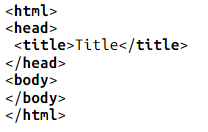 <html>
<head>
 <title>Title</title>
</head>
<body>
</body>
</html>